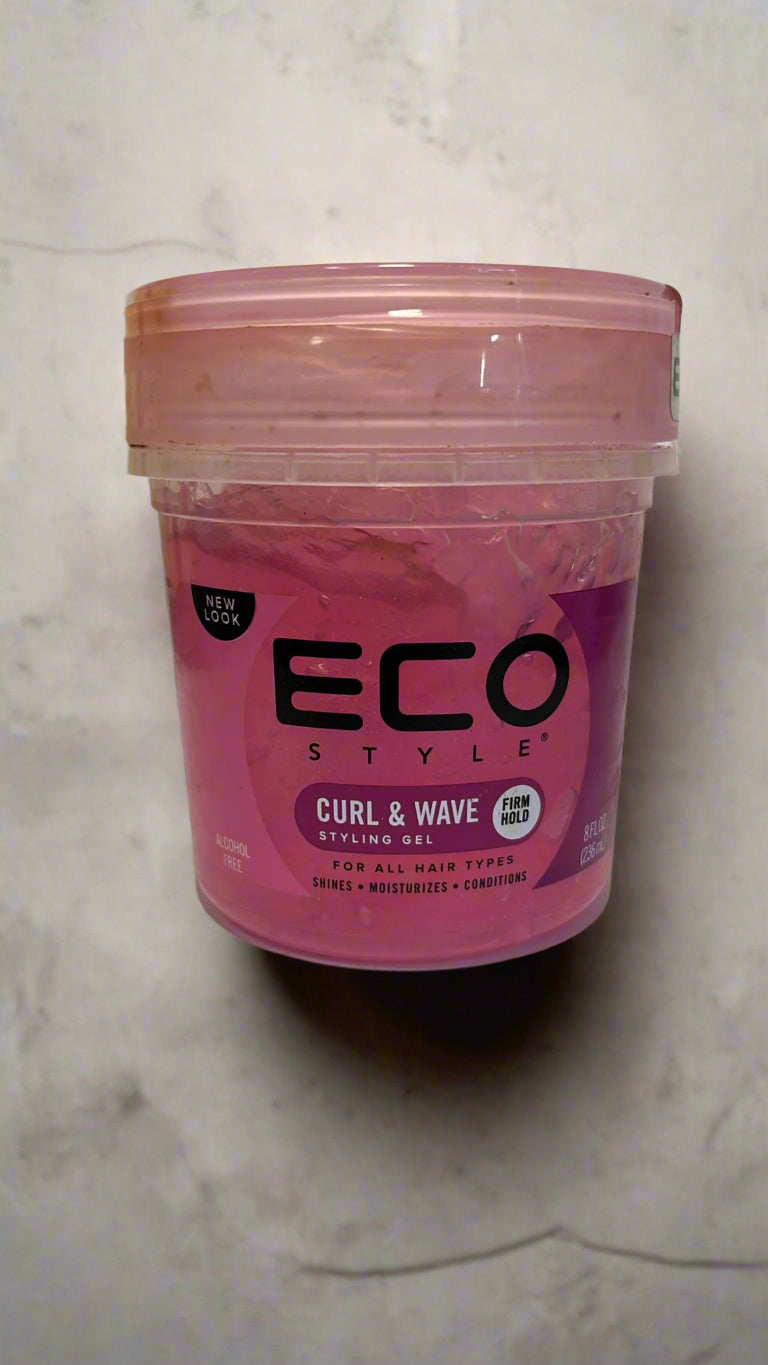 NEW
LOOK
ECO
STYLE®
CURL & WAVE
STYLING GEL
FIRM
HOLD
FOR ALL HAIR TYPES
SHINES • MOISTURIZES • CONDITIONS
ALCOHOL
FREE
8 FL OZ
(236 mL)